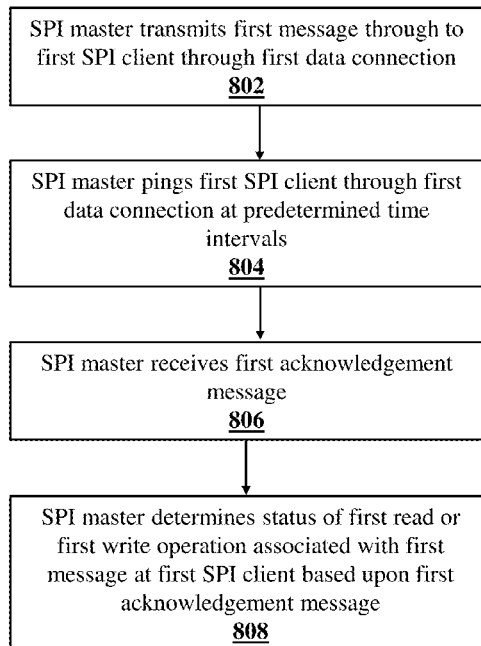 SPI master transmits first message through to
first SPI client through first data connection
802
SPI master pings first SPI client through first
data connection at predetermined time
intervals
804
SPI master receives first acknowledgement
message
806
SPI master determines status of first read or
first write operation associated with first
message at first SPI client based upon first
acknowledgement message
808